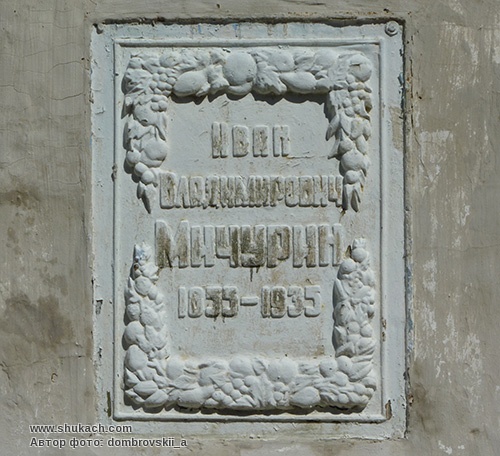 Иван
Владимирович
Мичурин
1855-1935
www.shukach.com
Автор фото: dombrovskii_a